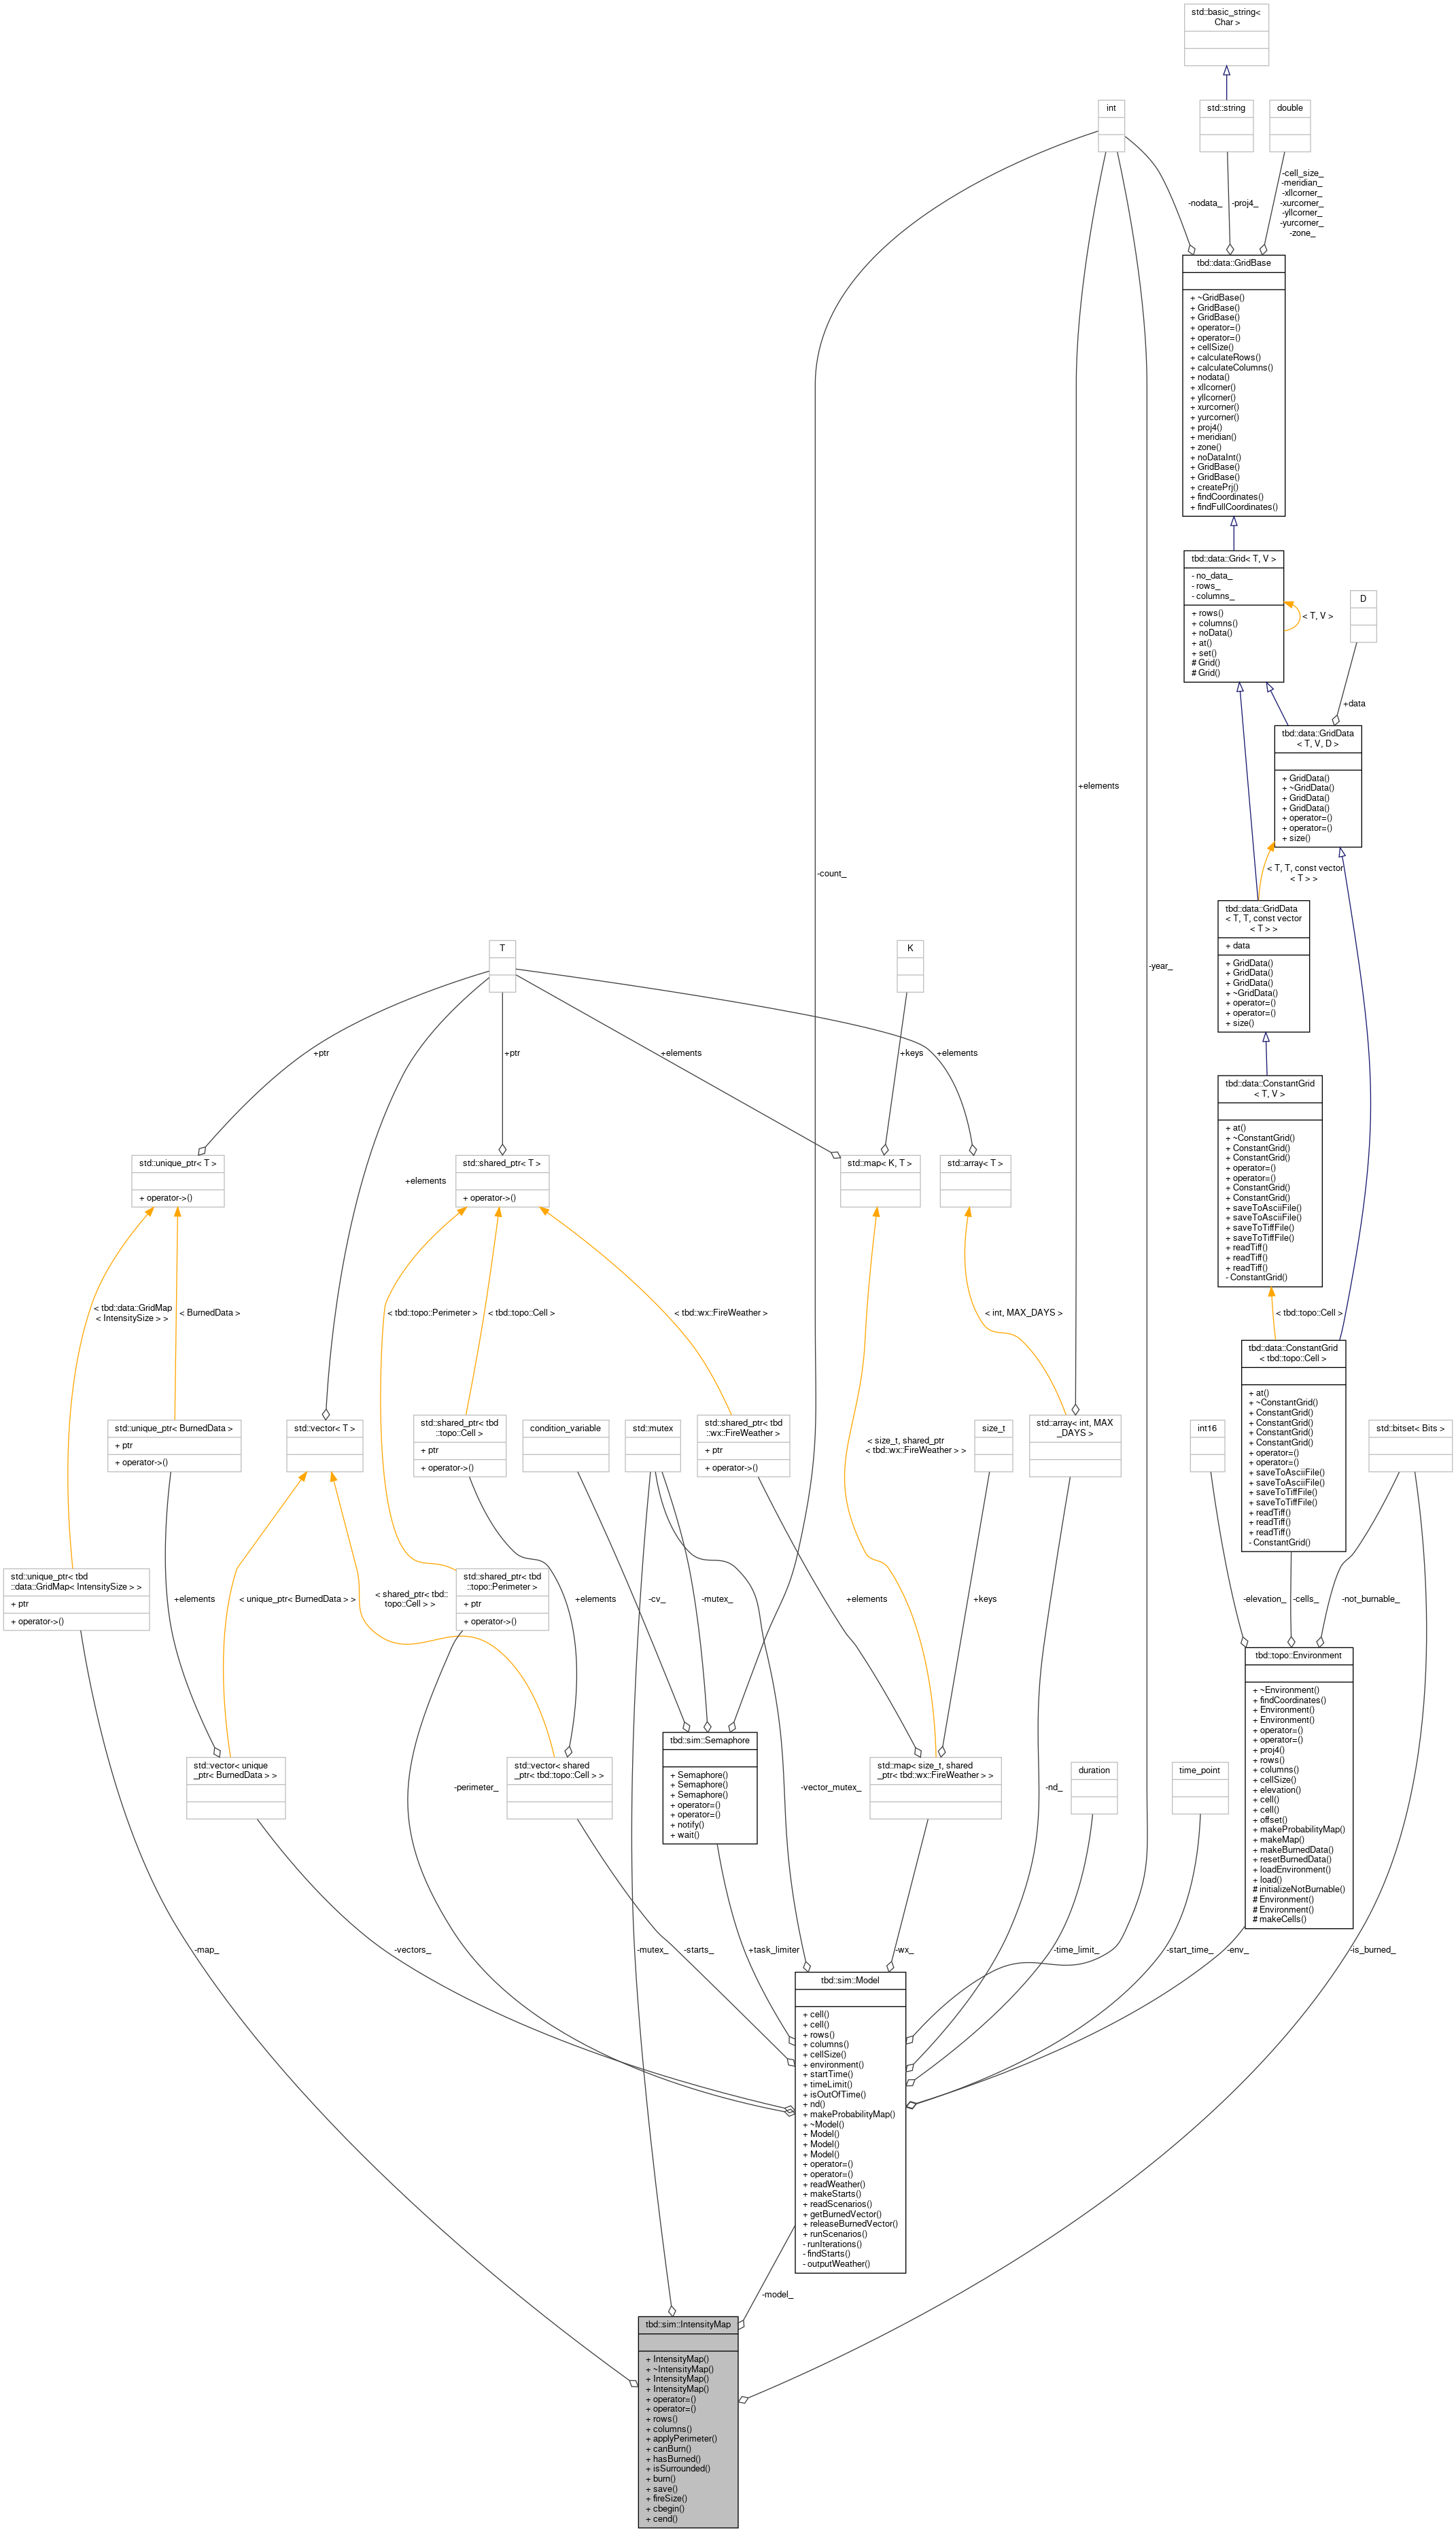 std::basic_string<
Char >
int
std::string
double
-cell_size_
-meridian_
-xllcorner_
-xurcorner_
-yllcorner_
-yurcorner_
-zone_
-nodata_
-proj4_
tbd::data::GridBase
+ ~GridBase()
+ GridBase()
+ GridBase()
+ operator=()
+ operator=()
+ cellSize()
+ calculateRows()
+ calculateColumns()
+ nodata()
+ xllcorner()
+ yllcorner()
+ xurcorner()
+ yurcorner()
+ proj4()
+ meridian()
+ zone()
+ noDataInt()
+ GridBase()
+ GridBase()
+ createPrj()
+ findCoordinates()
+ findFullCoordinates()
tbd::data::Grid< T, V >
- no_data_
- rows_
- columns_
+ rows()
+ columns()
+ noData()
+ at()
+ set()
# Grid()
# Grid()
< T, V >
D
+data
tbd::data::GridData
< T, V, D >
+ GridData()
+ ~GridData()
+ GridData()
+ GridData()
+ operator=()
+ operator=()
+ size()
+elements
-count_
< T, T, const vector
< T > >
tbd::data::GridData
< T, T, const vector
< T > >
+ data
+ GridData()
+ GridData()
+ GridData()
+ ~GridData()
+ operator=()
+ operator=()
+ size()
T
K
-year_
+ptr
+ptr
+elements
+keys
+elements
tbd::data::ConstantGrid
< T, V >
+ at()
+ ~ConstantGrid()
+ ConstantGrid()
+ ConstantGrid()
+ operator=()
+ operator=()
+ ConstantGrid()
+ ConstantGrid()
+ saveToAsciiFile()
+ saveToAsciiFile()
+ saveToTiffFile()
+ saveToTiffFile()
+ readTiff()
+ readTiff()
+ readTiff()
- ConstantGrid()
std::unique_ptr< T >
+ operator->()
+elements
std::shared_ptr< T >
+ operator->()
std::map< K, T >
std::array< T >
< tbd::data::GridMap
< IntensitySize > >
< BurnedData >
< tbd::topo::Perimeter >
< tbd::topo::Cell >
< tbd::wx::FireWeather >
< int, MAX_DAYS >
< tbd::topo::Cell >
tbd::data::ConstantGrid
< tbd::topo::Cell >
+ at()
+ ~ConstantGrid()
+ ConstantGrid()
+ ConstantGrid()
+ ConstantGrid()
+ ConstantGrid()
+ operator=()
+ operator=()
+ saveToAsciiFile()
+ saveToAsciiFile()
+ saveToTiffFile()
+ saveToTiffFile()
+ readTiff()
+ readTiff()
+ readTiff()
- ConstantGrid()
std::unique_ptr< BurnedData >
+ ptr
+ operator->()
std::vector< T >
std::shared_ptr< tbd
::topo::Cell >
+ ptr
+ operator->()
condition_variable
std::mutex
std::shared_ptr< tbd
::wx::FireWeather >
+ ptr
+ operator->()
< size_t, shared_ptr
< tbd::wx::FireWeather > >
size_t
std::array< int, MAX
_DAYS >
int16
std::bitset< Bits >
std::unique_ptr< tbd
::data::GridMap< IntensitySize > >
+ ptr
+ operator->()
+elements
< unique_ptr< BurnedData > >
< shared_ptr< tbd::
topo::Cell > >
std::shared_ptr< tbd
::topo::Perimeter >
+ ptr
+ operator->()
+elements
-cv_
-mutex_
+elements
+keys
-elevation_
-cells_
-not_burnable_
tbd::topo::Environment
+ ~Environment()
+ findCoordinates()
+ Environment()
+ Environment()
+ operator=()
+ operator=()
+ proj4()
+ rows()
+ columns()
+ cellSize()
+ elevation()
+ cell()
+ cell()
+ offset()
+ makeProbabilityMap()
+ makeMap()
+ makeBurnedData()
+ resetBurnedData()
+ loadEnvironment()
+ load()
# initializeNotBurnable()
# Environment()
# Environment()
# makeCells()
std::vector< unique
_ptr< BurnedData > >
-perimeter_
std::vector< shared
_ptr< tbd::topo::Cell > >
tbd::sim::Semaphore
+ Semaphore()
+ Semaphore()
+ Semaphore()
+ operator=()
+ operator=()
+ notify()
+ wait()
-vector_mutex_
std::map< size_t, shared
_ptr< tbd::wx::FireWeather > >
-nd_
duration
time_point
-map_
-vectors_
-mutex_
-starts_
+task_limiter
-wx_
-time_limit_
-start_time_
-env_
-is_burned_
tbd::sim::Model
+ cell()
+ cell()
+ rows()
+ columns()
+ cellSize()
+ environment()
+ startTime()
+ timeLimit()
+ isOutOfTime()
+ nd()
+ makeProbabilityMap()
+ ~Model()
+ Model()
+ Model()
+ Model()
+ operator=()
+ operator=()
+ readWeather()
+ makeStarts()
+ readScenarios()
+ getBurnedVector()
+ releaseBurnedVector()
+ runScenarios()
- runIterations()
- findStarts()
- outputWeather()
-model_
tbd::sim::IntensityMap
+ IntensityMap()
+ ~IntensityMap()
+ IntensityMap()
+ IntensityMap()
+ operator=()
+ operator=()
+ rows()
+ columns()
+ applyPerimeter()
+ canBurn()
+ hasBurned()
+ isSurrounded()
+ burn()
+ save()
+ fireSize()
+ cbegin()
+ cend()